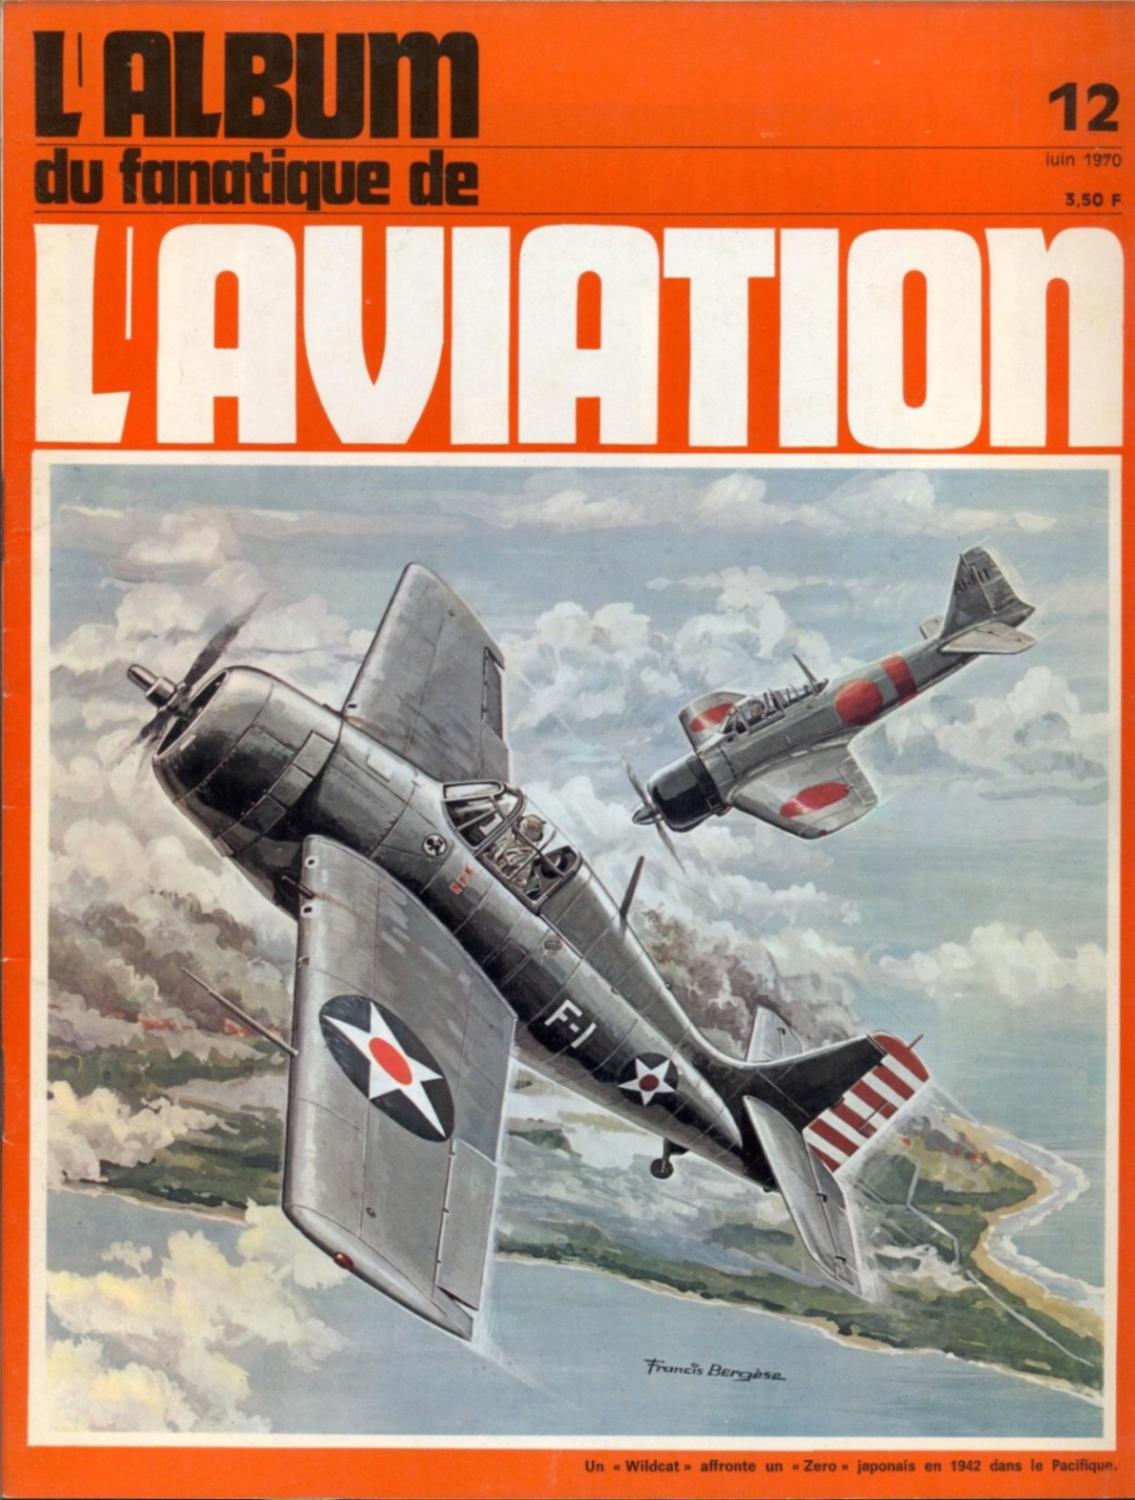 L'ALBUM
12
du fanatique de
juin 1970
3,50 F
L'AVIATION
F-1
Francis Bergèse
Un « Wildcat » affronte un « Zero » japonais en 1942 dans le Pacifique.